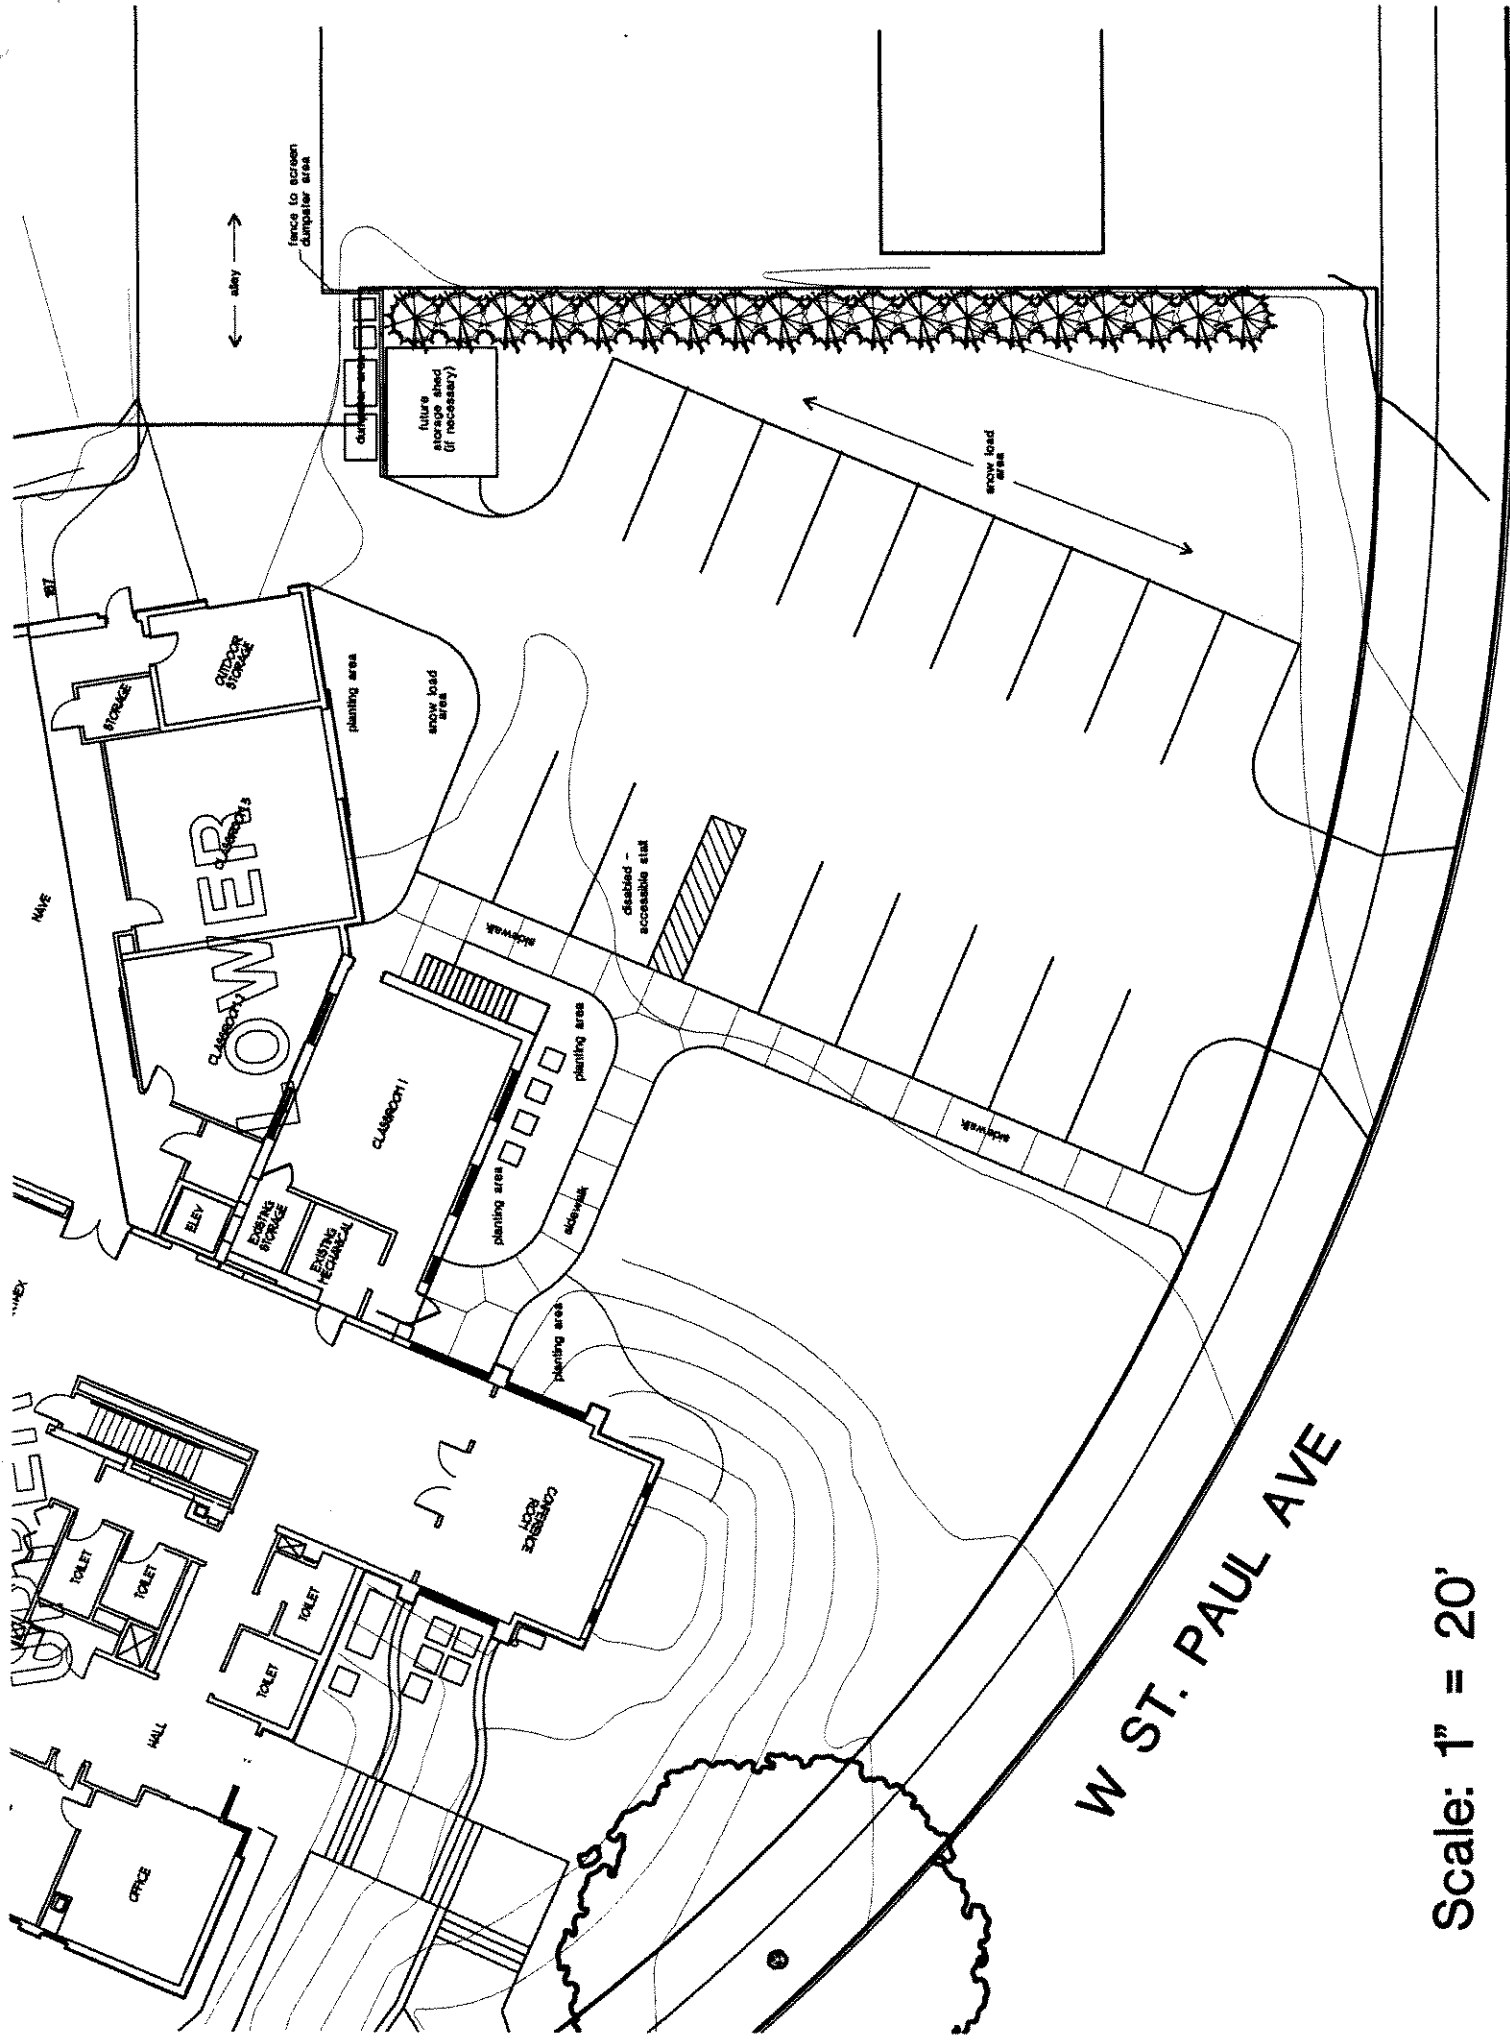 fence to screen
dumpster area
alley
dumpster area
future
storage shed
(if necessary)
snow load
area
187
OUTDOOR
STORAGE
STORAGE
planting area
snow load
area
NAVE
CLASSROOM 3
LOWER
CLASSROOM 2
disabled -
accessible stall
sidewalk
planting area
CLASSROOM 1
planting area
sidewalk
sidewalk
ELEV
EXISTING
STORAGE
EXISTING
MECHANICAL
planting area
CONFERENCE
ROOM
TOILET
TOILET
TOILET
TOILET
HALL
OFFICE
W ST. PAUL AVE
Scale: 1" = 20'